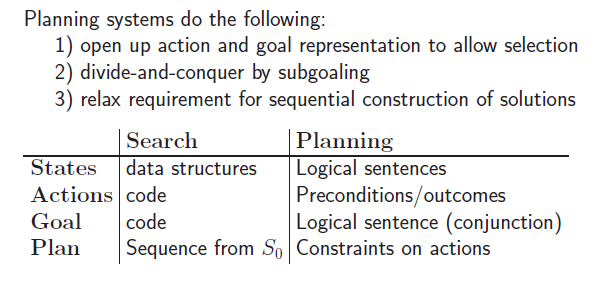 Planning systems do the following:
1) open up action and goal representation to allow selection
2) divide-and-conquer by subgoaling
3) relax requirement for sequential construction of solutions
Search Planning
States data structures Logical sentences
Actions code Preconditions/outcomes
Goal code Logical sentence (conjunction)
Plan Sequence from S₀ Constraints on actions